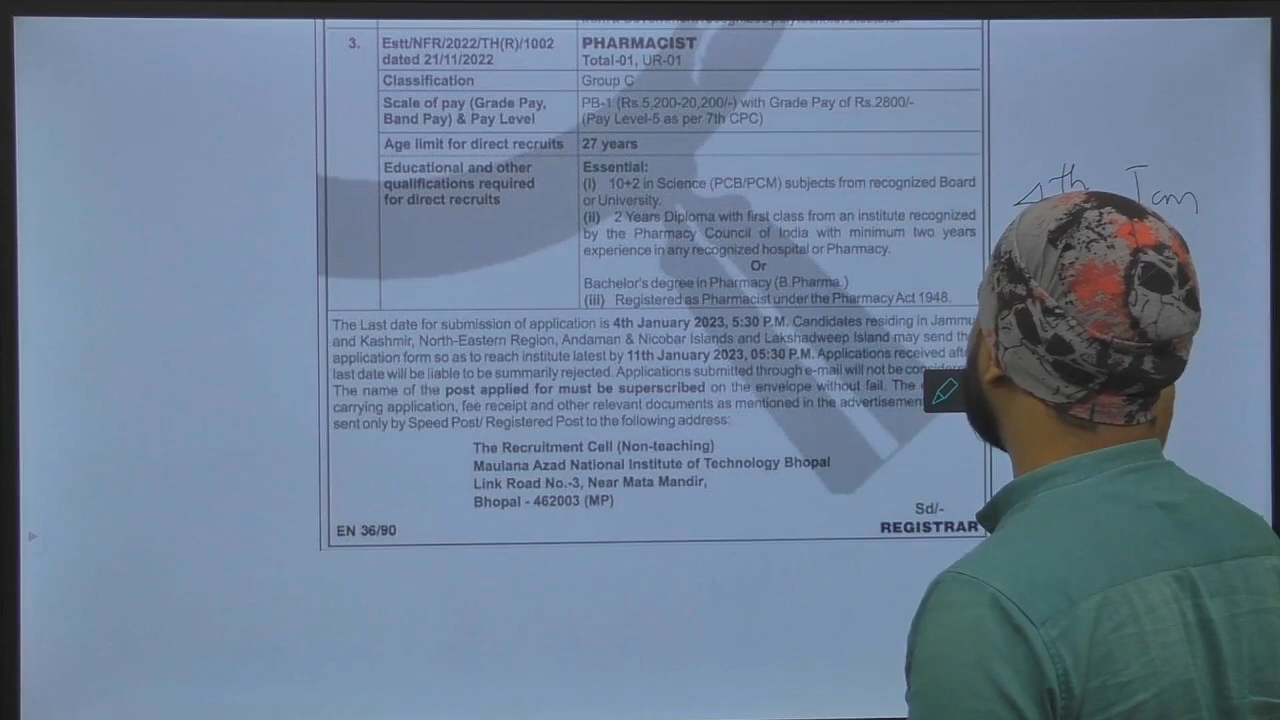 3. Estt/NFR/2022/TH(R)/1002 PHARMACIST
dated 21/11/2022 Total-01, UR-01
Classification Group C
Scale of pay (Grade Pay, PB-1 (Rs.5,200-20,200/-) with Grade Pay of Rs.2800/-
Band Pay) & Pay Level (Pay Level-5 as per 7th CPC)
Age limit for direct recruits 27 years
Educational and other Essential:
qualifications required (i) 10+2 in Science (PCB/PCM) subjects from recognized Board
for direct recruits or University.
(ii) 2 Years Diploma with first class from an institute recognized
by the Pharmacy Council of India with minimum two years
experience in any recognized hospital or Pharmacy.
Or
Bachelor's degree in Pharmacy (B.Pharma.)
(iii) Registered as Pharmacist under the Pharmacy Act 1948.
4th Jan
The Last date for submission of application is 4th January 2023, 5:30 P.M. Candidates residing in Jammu
and Kashmir, North-Eastern Region, Andaman & Nicobar Islands and Lakshadweep Island may send
application form so as to reach institute latest by 11th January 2023, 05:30 P.M. Applications received
last date will be liable to be summarily rejected. Applications submitted through e-mail will not be
The name of the post applied for must be superscribed on the envelope without fail. The
carrying application, fee receipt and other relevant documents as mentioned in the advertisement
sent only by Speed Post/ Registered Post to the following address:
The Recruitment Cell (Non-teaching)
Maulana Azad National Institute of Technology Bhopal
Link Road No.-3, Near Mata Mandir,
Bhopal - 462003 (MP)
Sd/-
EN 36/90 REGISTRAR